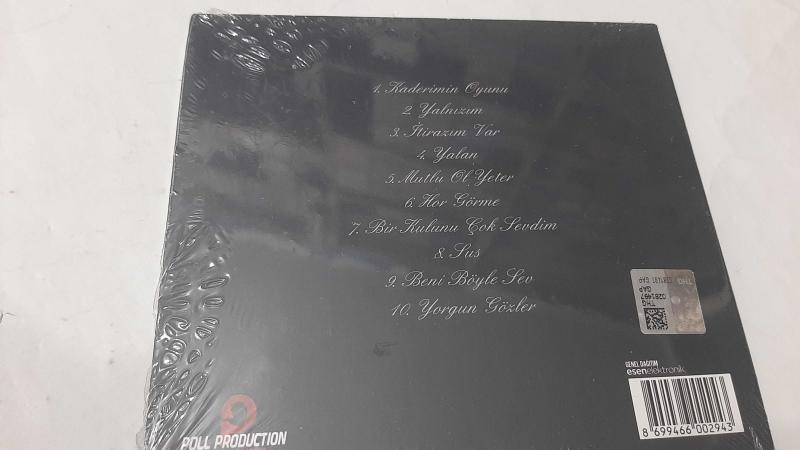 1. Kaderimin Oyunu
2. Yalnızım
3. İtirazım Var
4. Yalan
5. Mutlu Ol Yeter
6. Hor Görme
7. Bir Kulunu Çok Sevdim
8. Sus
9. Beni Böyle Sev
10. Yorgun Gözler
GENEL DAĞITIM
esenelektronik
8 699466 002943
POLL PRODUCTION